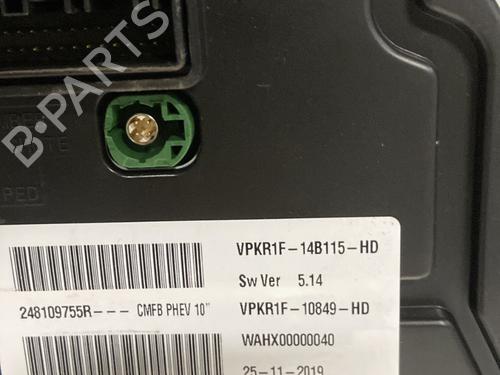 B-PARTS
PED
VPKR1F-14B115-HD
Sw Ver 5.14
248109755R--- CMFB PHEV 10"
VPKR1F-10849-HD
WAHX00000040
25-11-2019